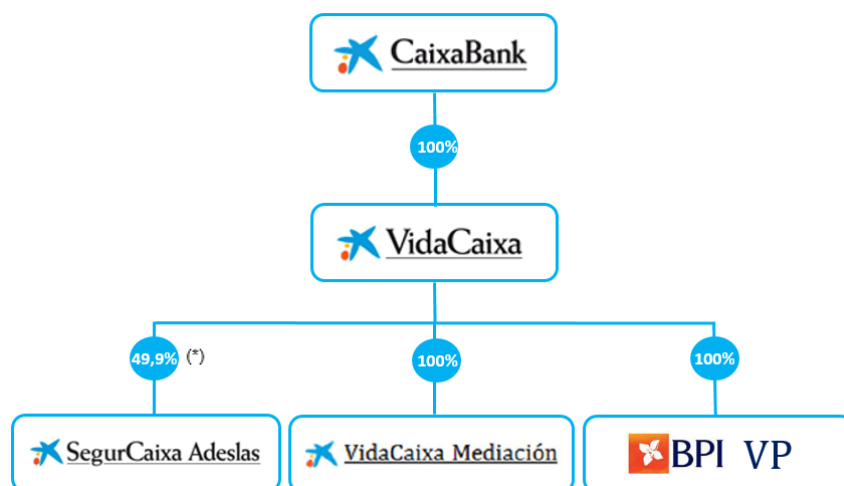 CaixaBank
100%
VidaCaixa
49,9% (*)
100%
100%
SegurCaixa Adeslas
VidaCaixa Mediación
BPI VP